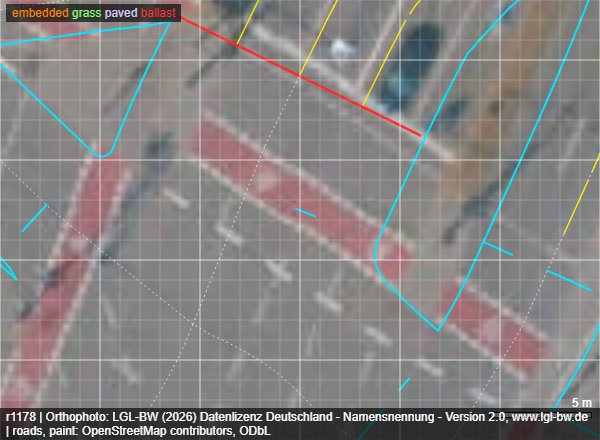 embedded grass paved ballast
5 m
r1178 | Orthophoto: LGL-BW (2026) Datenlizenz Deutschland - Namensnennung - Version 2.0, www.lgl-bw.de
| roads, paint: OpenStreetMap contributors, ODbL